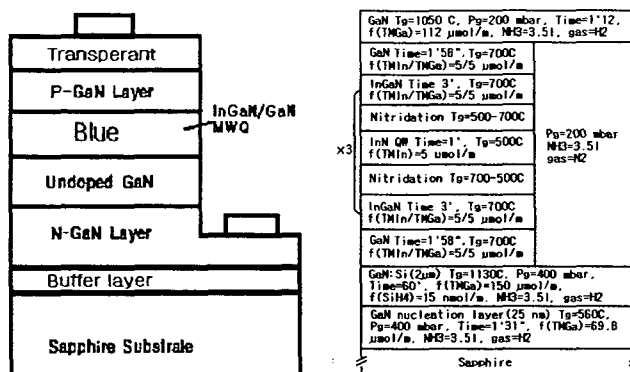 Transperant
P-GaN Layer
InGaN/GaN
MWQ
Blue
Undoped GaN
N-GaN Layer
Buffer layer
Sapphire Substrale
GaN Tg=1050 C, Pg=200 mbar, Time=1'12,
f(TMGa)=112 µmol/m, NH3=3.5l, gas=H2
GaN Time=1'58", Tg=700C
f(TMIn/TMGa)=5/5 µmol/m
InGaN Time 3', Tg=700C
f(TMIn/TMGa)=5/5 µmol/m
Nitridation Tg=500-700C
×3
InN QW Time=1', Tg=500C
f(TMIn)=5 µmol/m
Nitridation Tg=700-500C
InGaN Time 3', Tg=700C
f(TMIn/TMGa)=5/5 µmol/m
GaN Time=1'58", Tg=700C
f(TMIn/TMGa)=5/5 µmol/m
Pg=200 mbar
NH3=3.5l
gas=N2
GaN:Si(2µm) Tg=1130C, Pg=400 mbar,
Time=60', f(TMGa)=150 µmol/m,
f(SiH4)=15 nmol/m, NH3=3.5l, gas=H2
GaN nucleation layer(25 nm) Tg=560C,
Pg=400 mbar, Time=1'31", f(TMGa)=69.8
µmol/m, NH3=3.5l, gas=H2
Sapphire